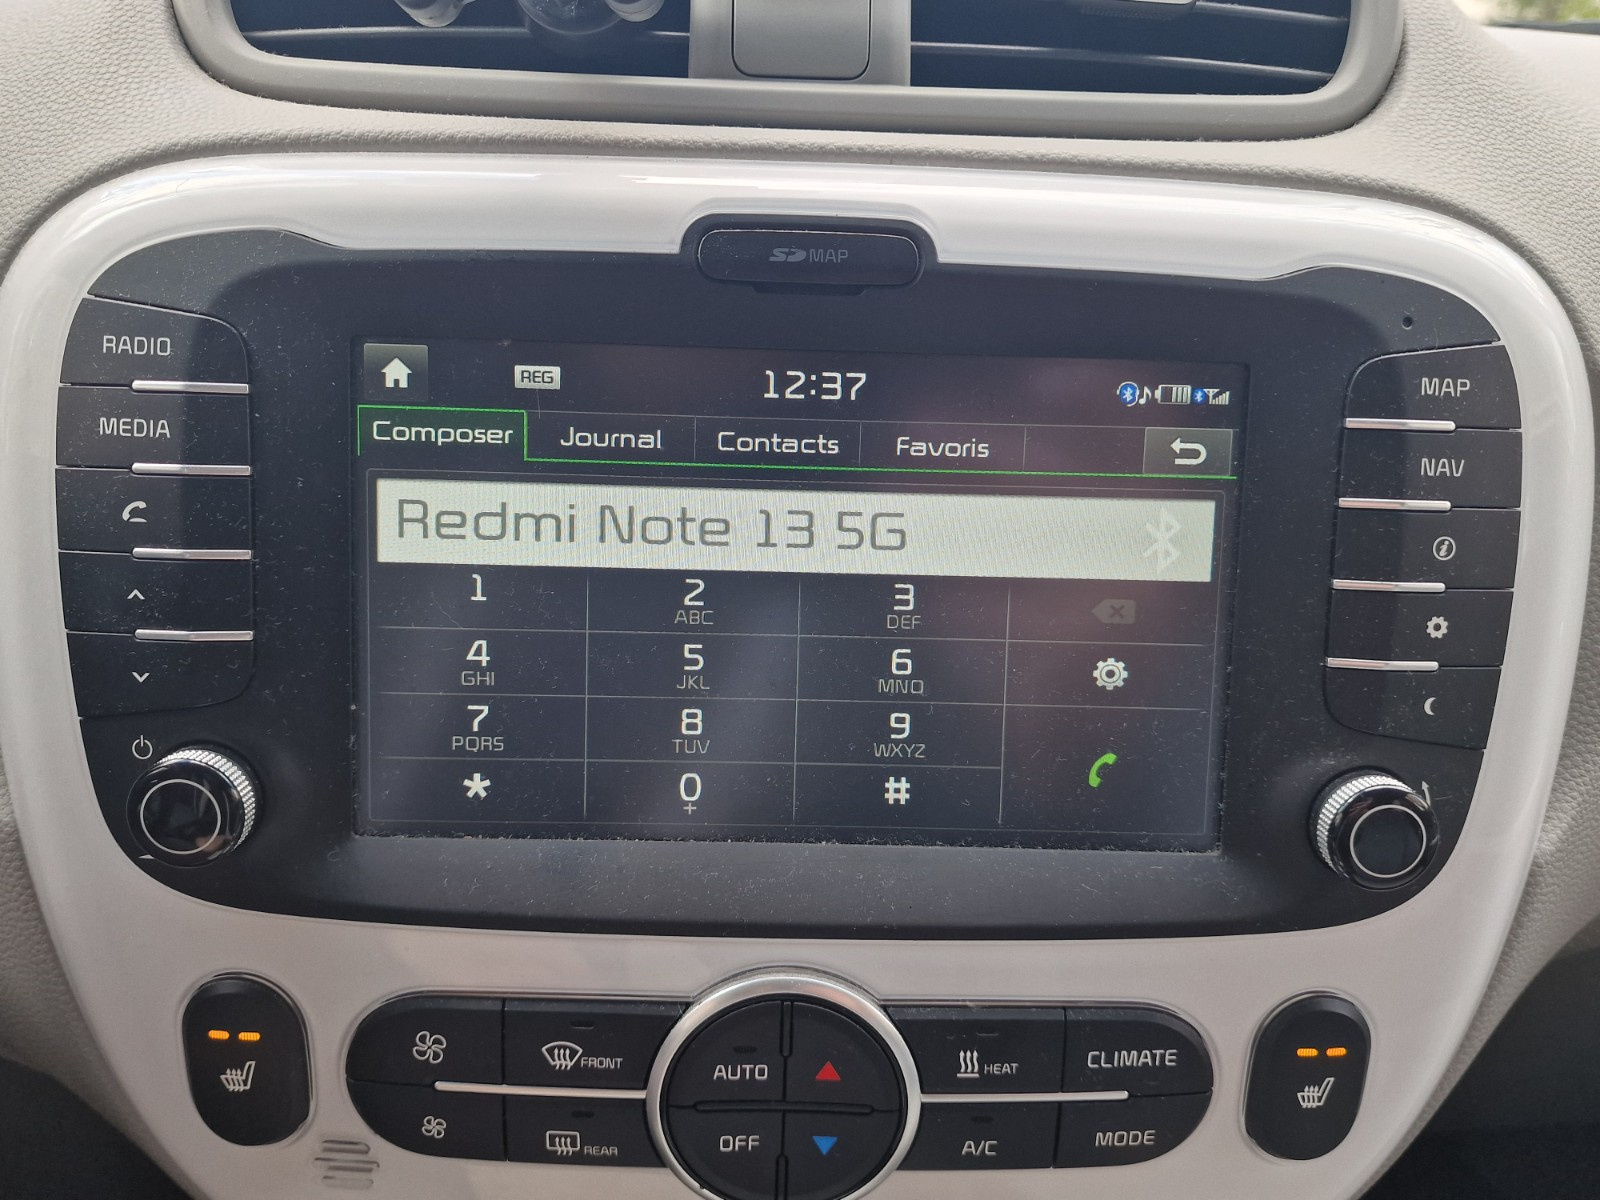 SD MAP
RADIO
MEDIA
MAP
NAV
REG
12:37
Composer
Journal
Contacts
Favoris
Redmi Note 13 5G
1
2
ABC
3
DEF
4
GHI
5
JKL
6
MNO
7
PQRS
8
TUV
9
WXYZ
*
0
+
#
FRONT
REAR
AUTO
OFF
HEAT
CLIMATE
A/C
MODE